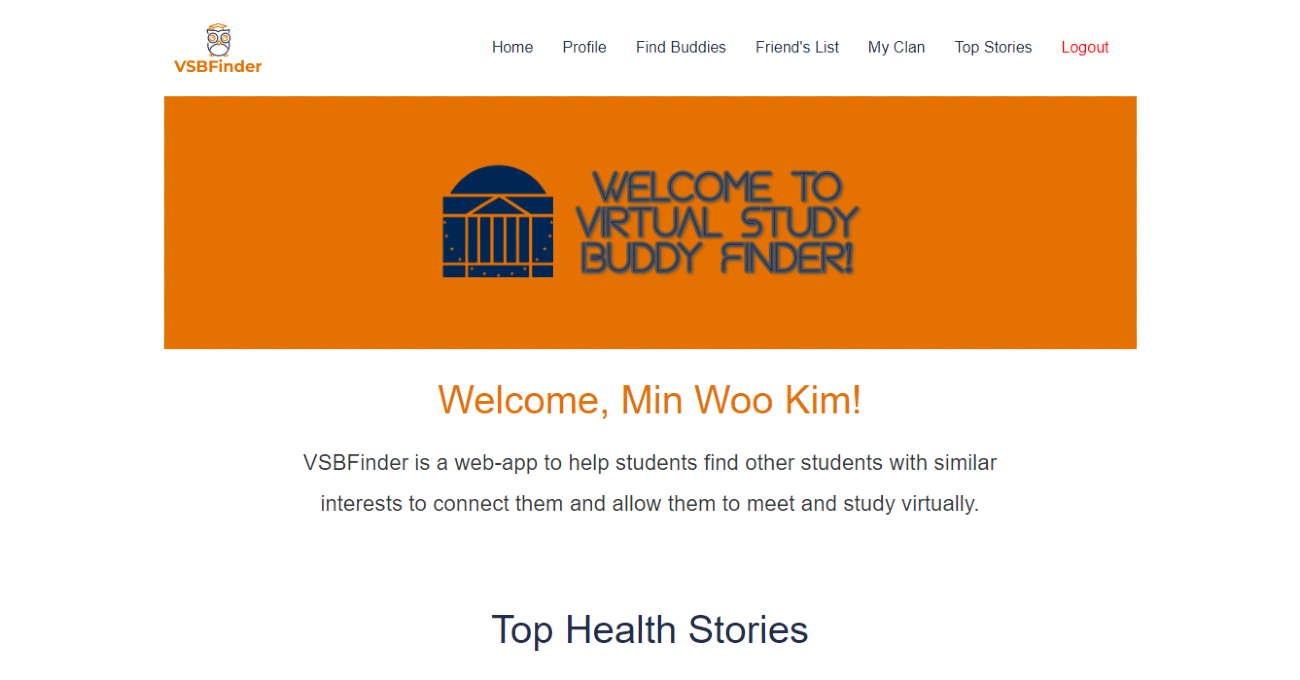 VSBFinder
Home Profile Find Buddies Friend's List My Clan Top Stories Logout
WELCOME TO
VIRTUAL STUDY
BUDDY FINDER!
Welcome, Min Woo Kim!
VSBFinder is a web-app to help students find other students with similar
interests to connect them and allow them to meet and study virtually.
Top Health Stories